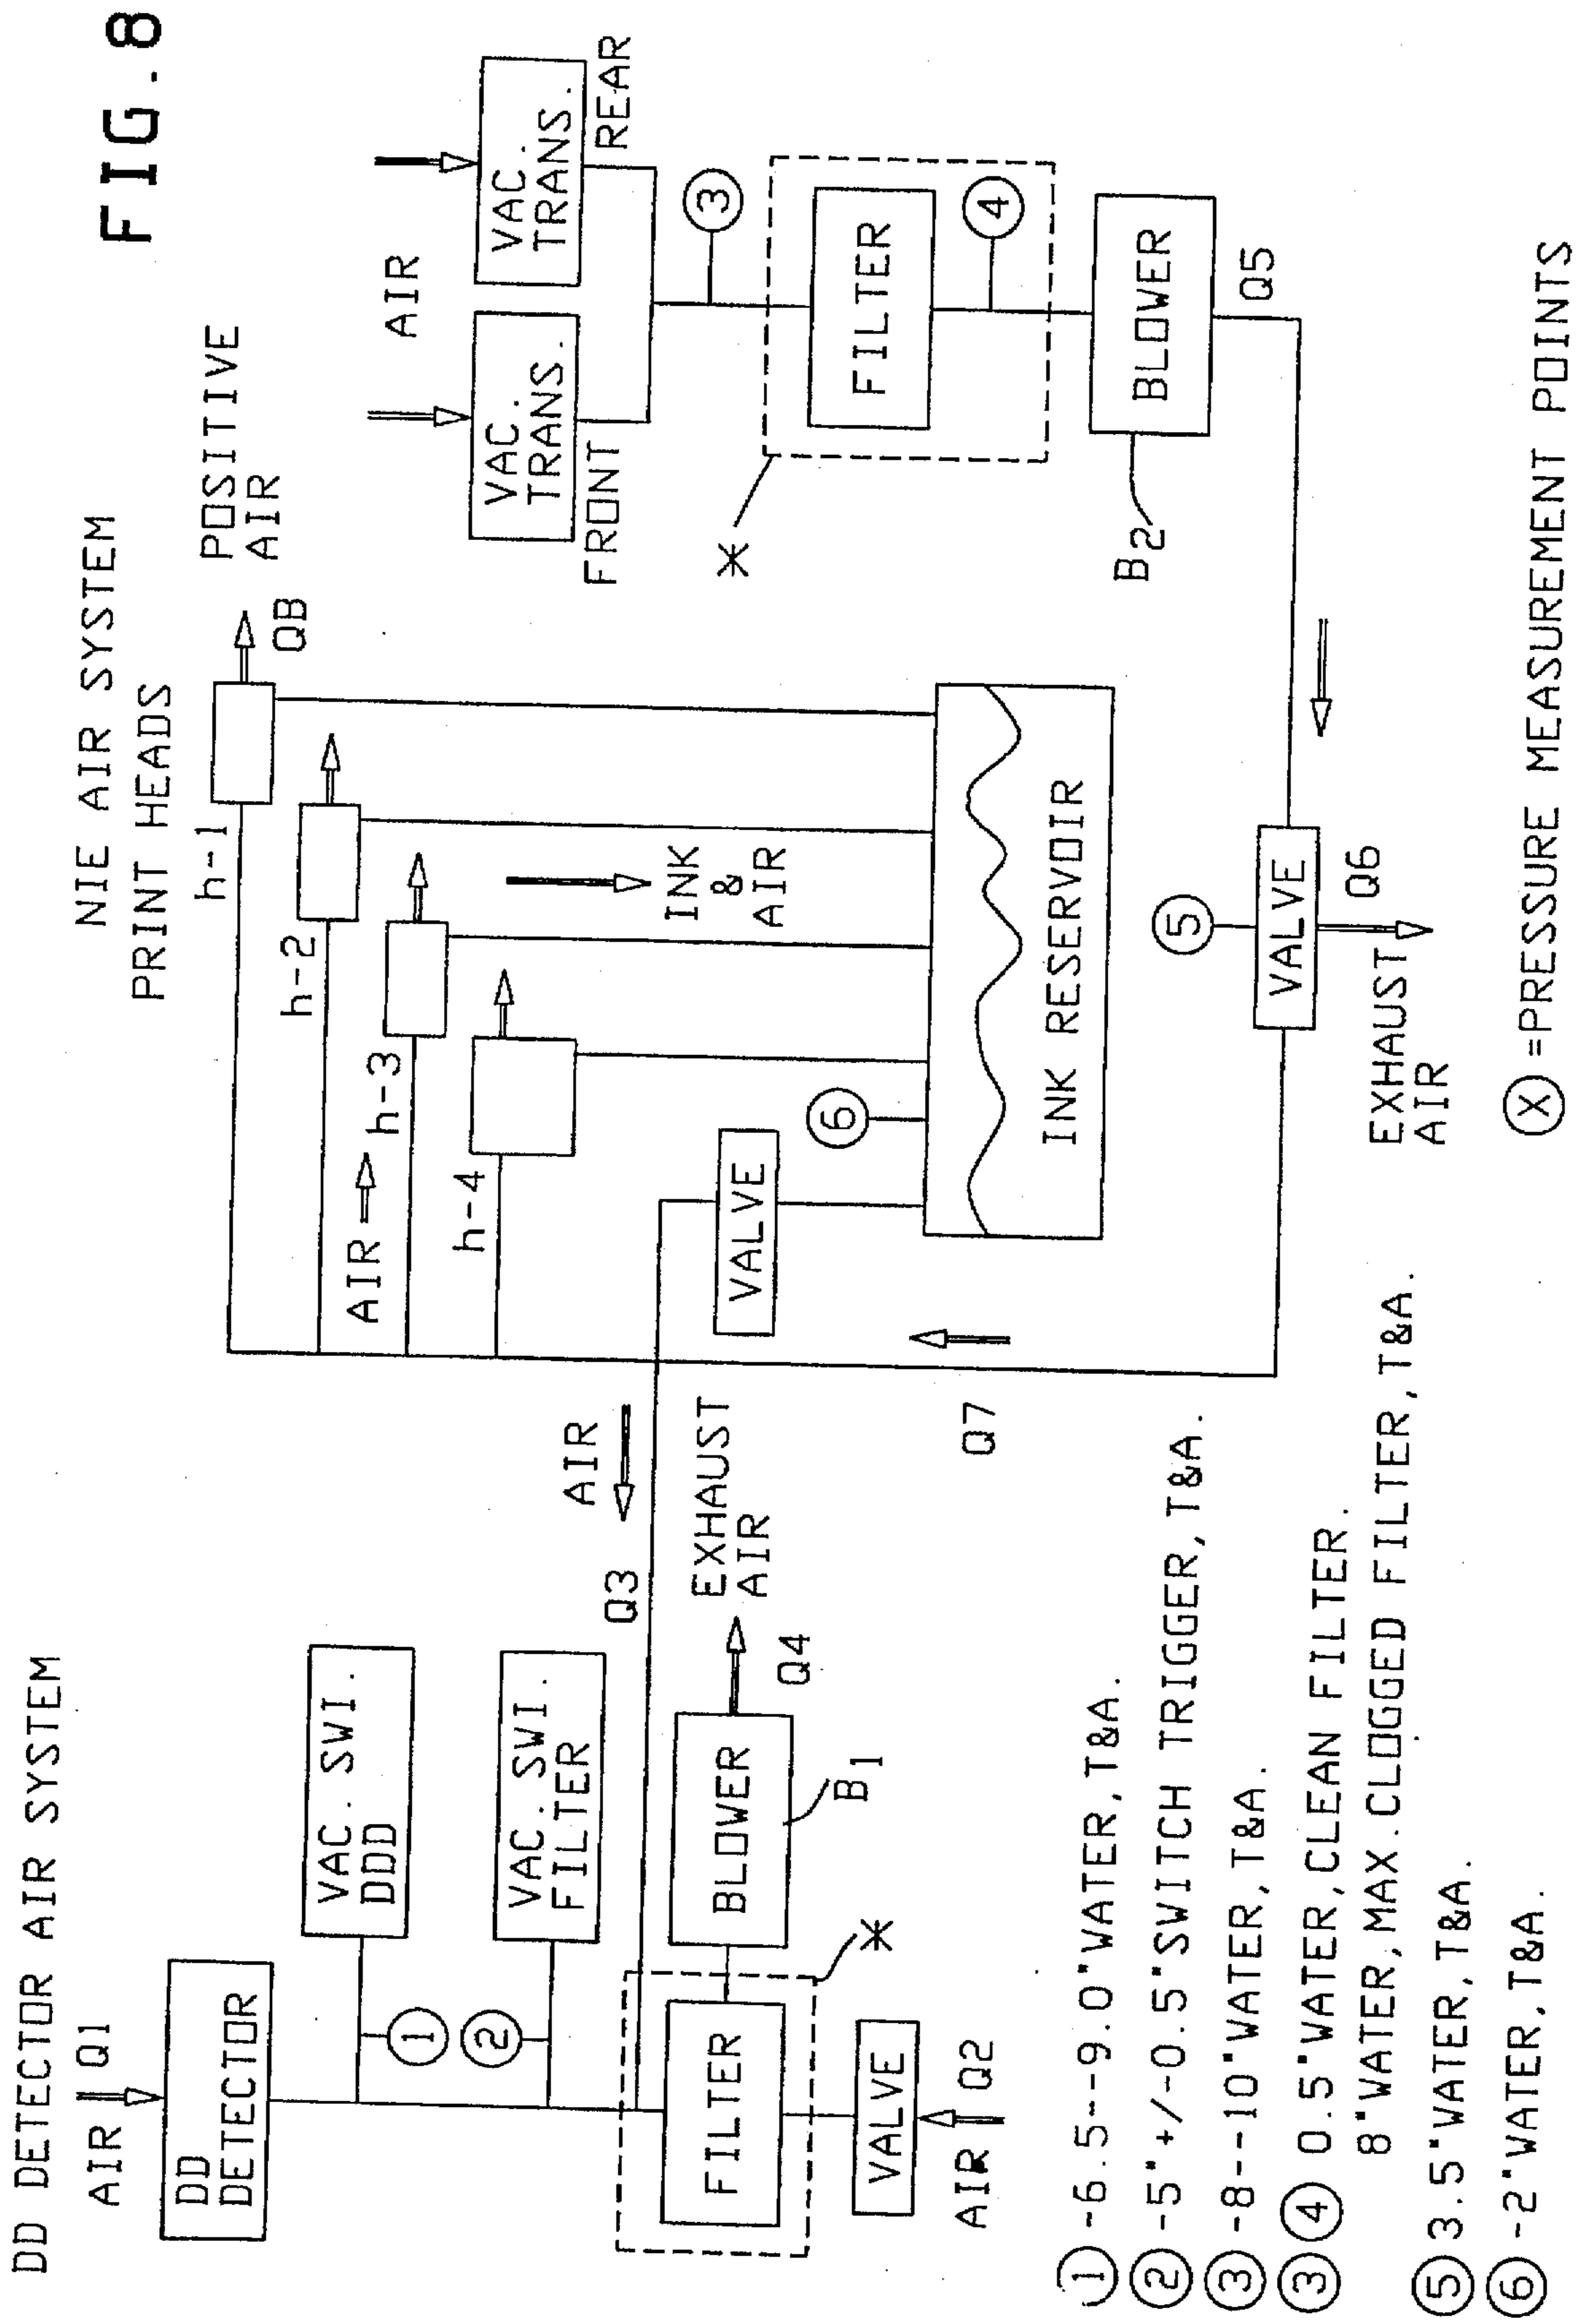 FIG.8
DD DETECTOR AIR SYSTEM
AIR Q1
DD
DETECTOR
VAC. SWI.
DDD
1
2
VAC. SWI.
FILTER
FILTER
*
BLOWER
B1
EXHAUST
AIR
Q4
VALVE
AIR Q2
Q3
AIR
NIE AIR SYSTEM
PRINT HEADS
POSITIVE
AIR
QB
h-1
h-2
h-3
h-4
AIR
INK
&
AIR
VALVE
6
INK RESERVOIR
Q7
AIR
VAC.
TRANS.
FRONT
VAC.
TRANS.
REAR
3
*
FILTER
4
BLOWER
B2
Q5
5
VALVE
Q6
EXHAUST
AIR
1 -6.5--9.0"WATER,T&A.
2 -5"+/-0.5"SWITCH TRIGGER,T&A.
3 -8--10"WATER,T&A.
3 4 0.5"WATER,CLEAN FILTER.
8"WATER,MAX.CLOGGED FILTER,T&A.
5 3.5"WATER,T&A.
6 -2"WATER,T&A.
X =PRESSURE MEASUREMENT POINTS